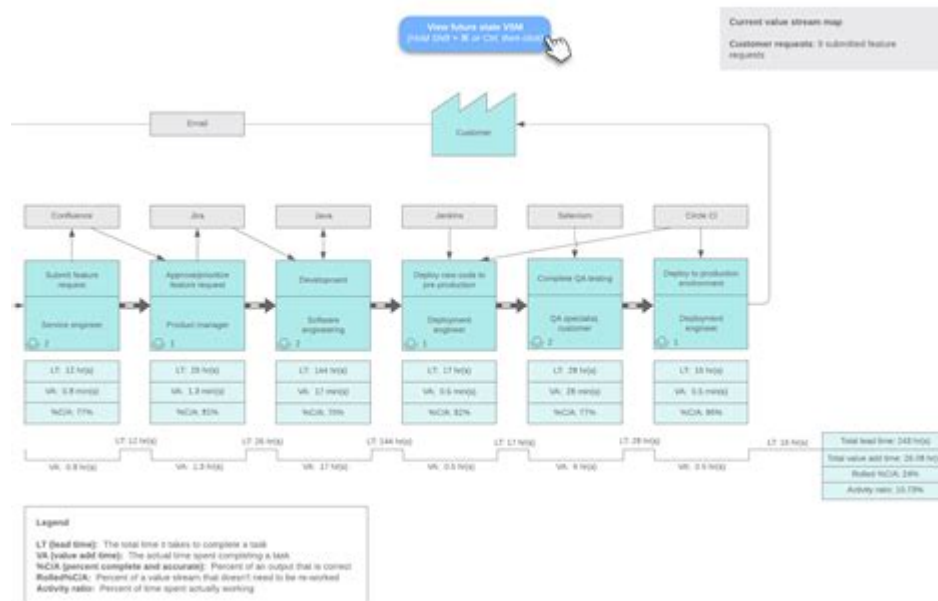 View future state VSM
(Hold Shift + ⌘ or Ctrl, then click)
Current value stream map
Customer requests: 9 submitted feature
requests
Email
Customer
Confluence
Jira
Java
Jenkins
Selenium
Circle CI
Submit feature
request
Service engineer
2
Approve/prioritize
feature request
Product manager
1
Development
Software
engineering
2
Deploy new code to
pre-production
Deployment
engineer
1
Complete QA testing
QA specialist,
customer
2
Deploy to production
environment
Deployment
engineer
1
LT: 12 hr(s)
VA: 0.8 min(s)
%C/A: 77%
LT:
VA: 1.3 min(s)
%C/A: 81%
LT: 144 hr(s)
VA: 17 min(s)
%C/A:
LT: 17 hr(s)
VA: 0.5 min(s)
%C/A: 82%
LT: 28 hr(s)
VA: min(s)
%C/A: 77%
LT: 16 hr(s)
VA: 0.5 min(s)
%C/A:
LT: 12 hr(s)
LT: 26 hr(s)
LT: 144 hr(s)
LT: 17 hr(s)
LT: 28 hr(s)
LT: 16 hr(s)
VA: 0.8 hr(s)
VA: 1.3 hr(s)
VA: 17 hr(s)
VA: 0.5 hr(s)
VA: 6 hr(s)
VA: 0.5 hr(s)
Total lead time: 243 hr(s)
Total value add time: 26.08 hr
Rolled %C/A: 24%
Activity ratio: 10.73%
Legend
LT (lead time): The total time it takes to complete a task
VA (value add time): The actual time spent completing a task
%C/A (percent complete and accurate): Percent of an output that is correct
Rolled%C/A: Percent of a value stream that doesn't need to be re-worked
Activity ratio: Percent of time spent actually working